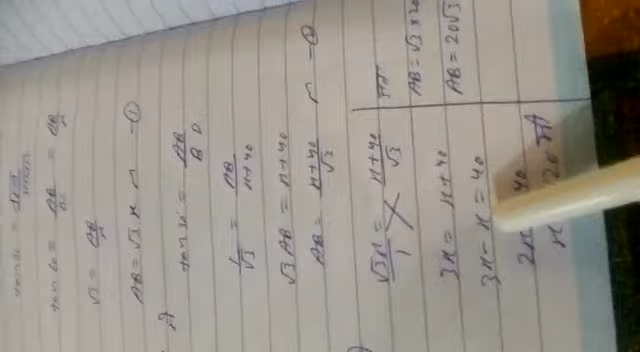 tan 60 = AB/BC = AB/x
√3 = AB/x
AB = √3 x m —①
tan 30 = AB/BD
1/√3 = AB/x+40
√3 AB = x+40
AB = x+40/√3 m —②
√3x/1 = x+40/√3
3x = x+40
3x - x = 40
2x 40
x 20 m
AB = √3 × 20
AB = 20√3